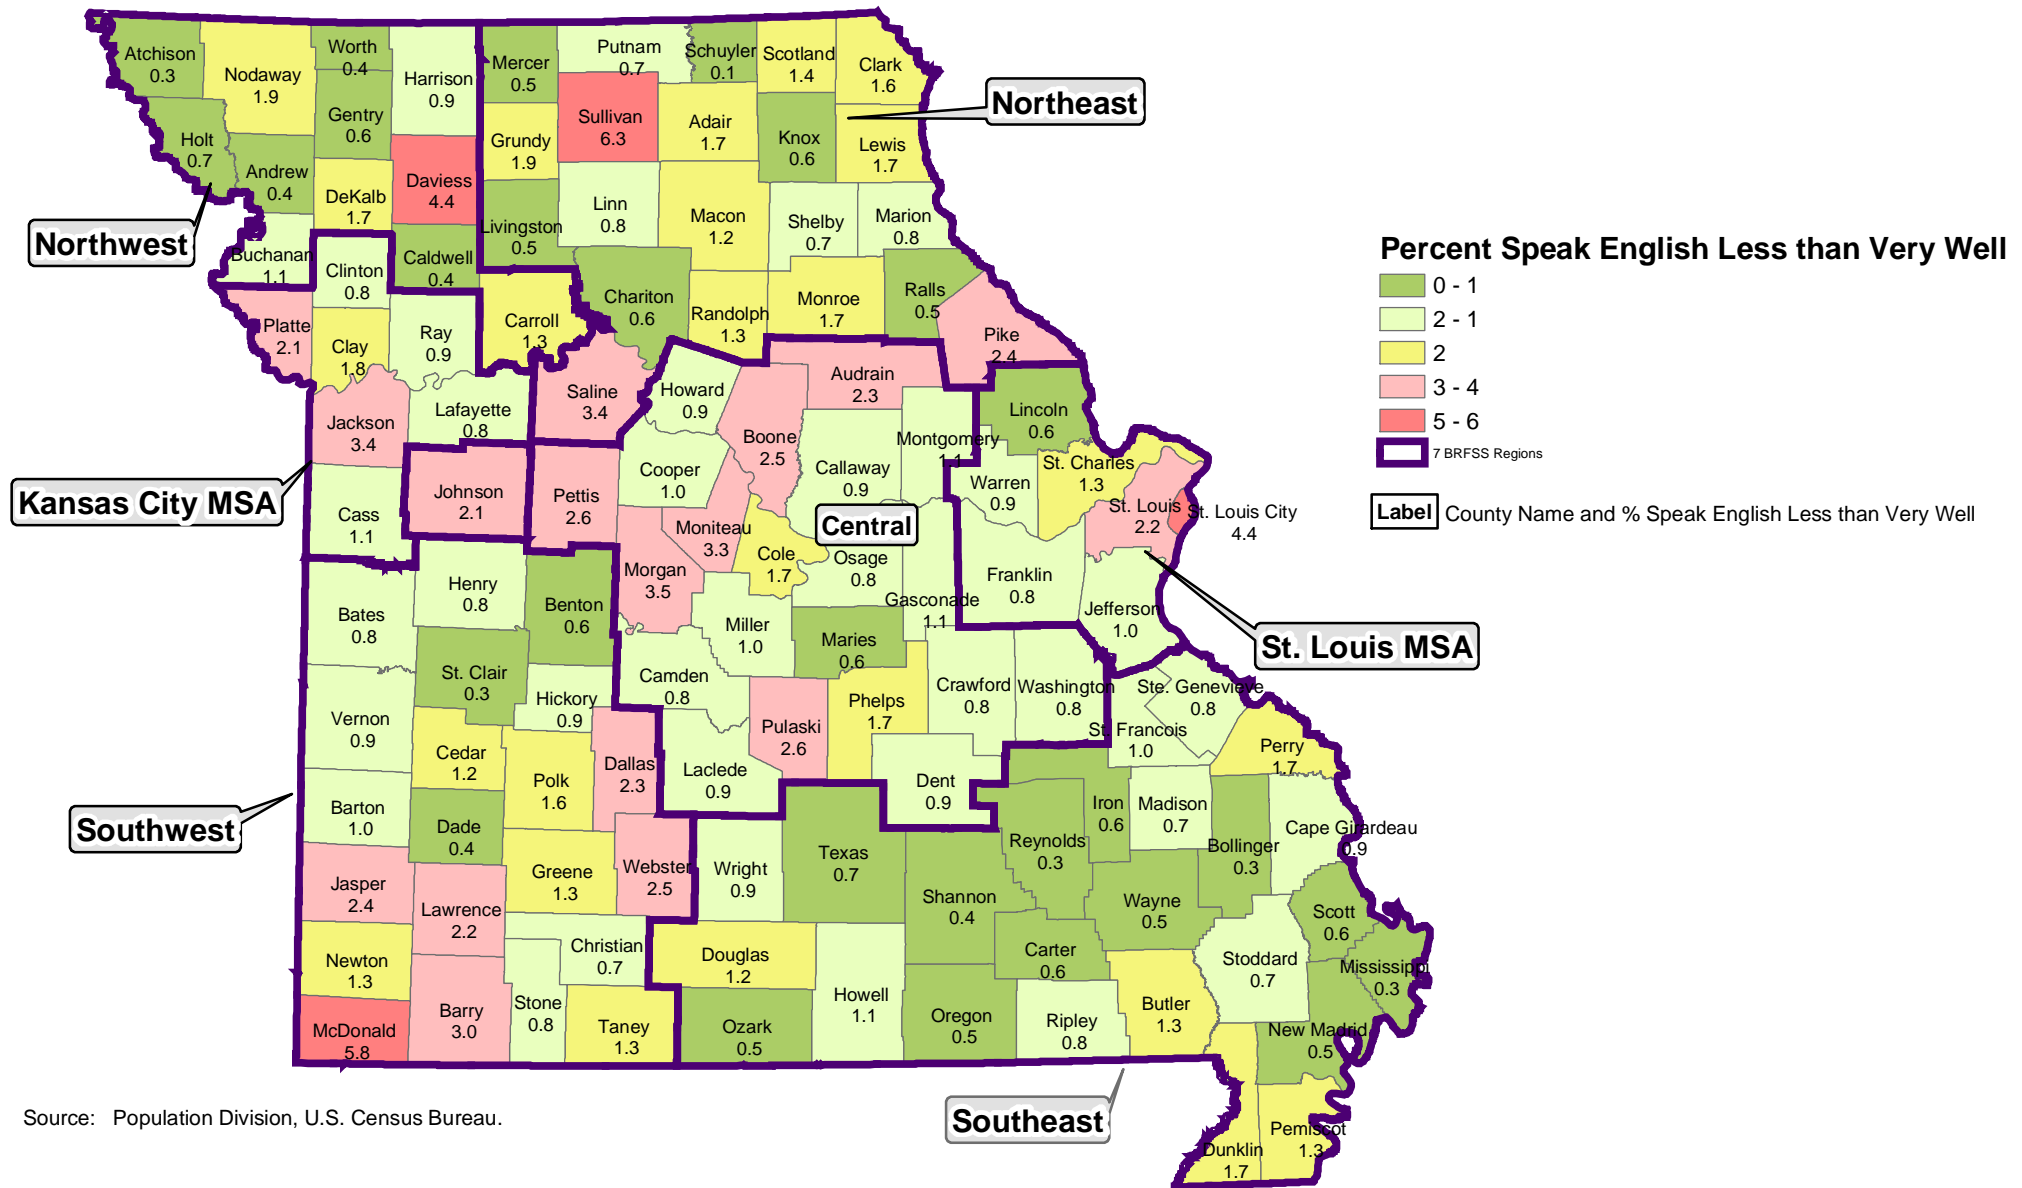 Atchison
0.3
Nodaway
1.9
Worth
0.4
Harrison
0.9
Mercer
0.5
Putnam
0.7
Schuyler
0.1
Scotland
1.4
Clark
1.6
Northeast
Holt
0.7
Andrew
0.4
Gentry
0.6
DeKalb
1.7
Daviess
4.4
Grundy
1.9
Sullivan
6.3
Adair
1.7
Knox
0.6
Lewis
1.7
Northwest
Buchanan
1.1
Clinton
0.8
Caldwell
0.4
Livingston
0.5
Linn
0.8
Macon
1.2
Shelby
0.7
Marion
0.8
Platte
2.1
Clay
1.8
Ray
0.9
Carroll
1.3
Chariton
0.6
Randolph
1.3
Monroe
1.7
Ralls
0.5
Pike
2.4
Percent Speak English Less than Very Well
0 - 1
2 - 1
2
3 - 4
5 - 6
7 BRFSS Regions
Label
County Name and % Speak English Less than Very Well
Jackson
3.4
Lafayette
0.8
Saline
3.4
Howard
0.9
Boone
2.5
Audrain
2.3
Callaway
0.9
Montgomery
1.1
Lincoln
0.6
Warren
0.9
St. Charles
1.3
St. Louis
2.2
St. Louis City
4.4
Kansas City MSA
Cass
1.1
Johnson
2.1
Pettis
2.6
Cooper
1.0
Moniteau
3.3
Cole
1.7
Central
Osage
0.8
Gasconade
1.1
Franklin
0.8
Jefferson
1.0
St. Louis MSA
Bates
0.8
Henry
0.8
Benton
0.6
Morgan
3.5
Miller
1.0
Maries
0.6
Camden
0.8
Pulaski
2.6
Phelps
1.7
Crawford
0.8
Washington
0.8
Ste. Genevieve
0.8
St. Francois
1.0
Perry
1.7
Vernon
0.9
St. Clair
0.3
Hickory
0.9
Cedar
1.2
Polk
1.6
Dallas
2.3
Laclede
0.9
Dent
0.9
Iron
0.6
Madison
0.7
Bollinger
0.3
Cape Girardeau
0.9
Southwest
Barton
1.0
Dade
0.4
Greene
1.3
Webster
2.5
Wright
0.9
Texas
0.7
Shannon
0.4
Reynolds
0.3
Wayne
0.5
Scott
0.6
Mississippi
0.3
Jasper
2.4
Lawrence
2.2
Newton
1.3
Christian
0.7
Douglas
1.2
Howell
1.1
Carter
0.6
Stoddard
0.7
McDonald
5.8
Barry
3.0
Stone
0.8
Taney
1.3
Ozark
0.5
Oregon
0.5
Ripley
0.8
Butler
1.3
New Madrid
0.5
Pemiscot
1.3
Dunklin
1.7
Southeast
Source: Population Division, U.S. Census Bureau.